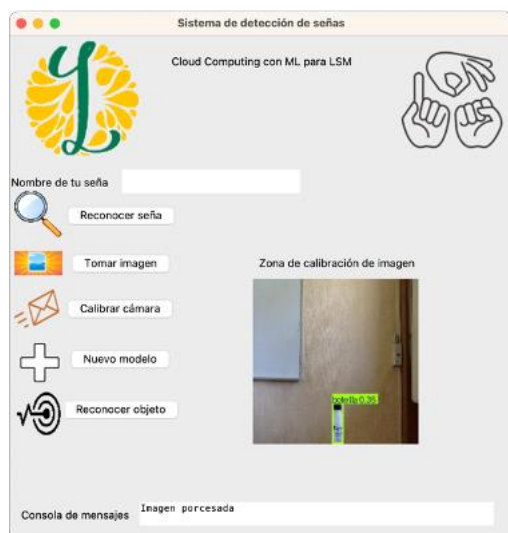 Sistema de detección de señas
Cloud Computing con ML para LSM
Nombre de tu seña
Reconocer seña
Tomar imagen
Zona de calibración de imagen
Calibrar cámara
Nuevo modelo
botella 0.35
Reconocer objeto
Consola de mensajes
Imagen porcesada